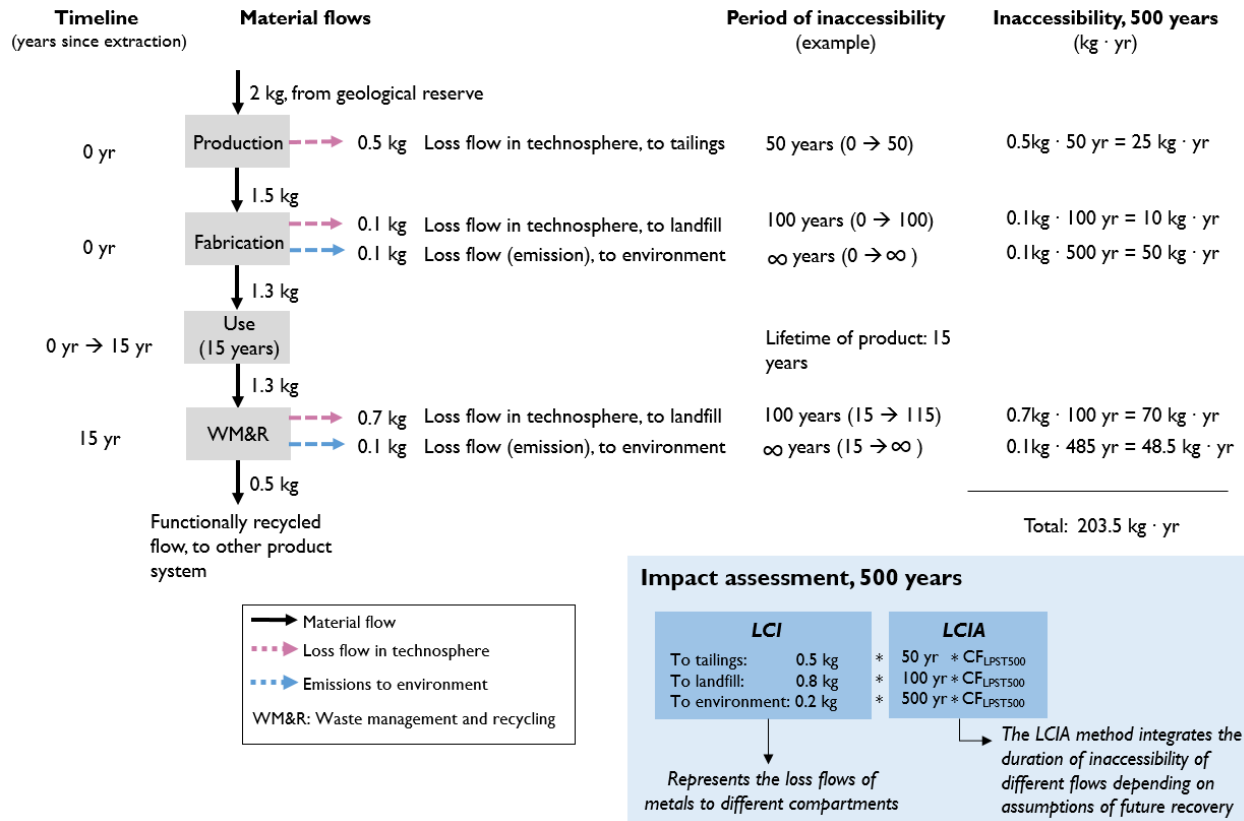 Timeline
(years since extraction)
Material flows
Period of inaccessibility
(example)
Inaccessibility, 500 years
(kg · yr)
2 kg, from geological reserve
0 yr
Production
0.5 kg Loss flow in technosphere, to tailings
50 years (0 → 50)
0.5kg · 50 yr = 25 kg · yr
1.5 kg
0 yr
Fabrication
0.1 kg Loss flow in technosphere, to landfill
100 years (0 → 100)
0.1kg · 100 yr = 10 kg · yr
0.1 kg Loss flow (emission), to environment
∞ years (0 → ∞ )
0.1kg · 500 yr = 50 kg · yr
1.3 kg
0 yr → 15 yr
Use
(15 years)
Lifetime of product: 15
years
1.3 kg
15 yr
WM&R
0.7 kg Loss flow in technosphere, to landfill
100 years (15 → 115)
0.7kg · 100 yr = 70 kg · yr
0.1 kg Loss flow (emission), to environment
∞ years (15 → ∞ )
0.1kg · 485 yr = 48.5 kg · yr
0.5 kg
Functionally recycled
flow, to other product
system
Total: 203.5 kg · yr
Material flow
Loss flow in technosphere
Emissions to environment
WM&R: Waste management and recycling
Impact assessment, 500 years
LCI
LCIA
To tailings: 0.5 kg * 50 yr * CF_LPST500
To landfill: 0.8 kg * 100 yr * CF_LPST500
To environment: 0.2 kg * 500 yr * CF_LPST500
Represents the loss flows of
metals to different compartments
The LCIA method integrates the
duration of inaccessibility of
different flows depending on
assumptions of future recovery